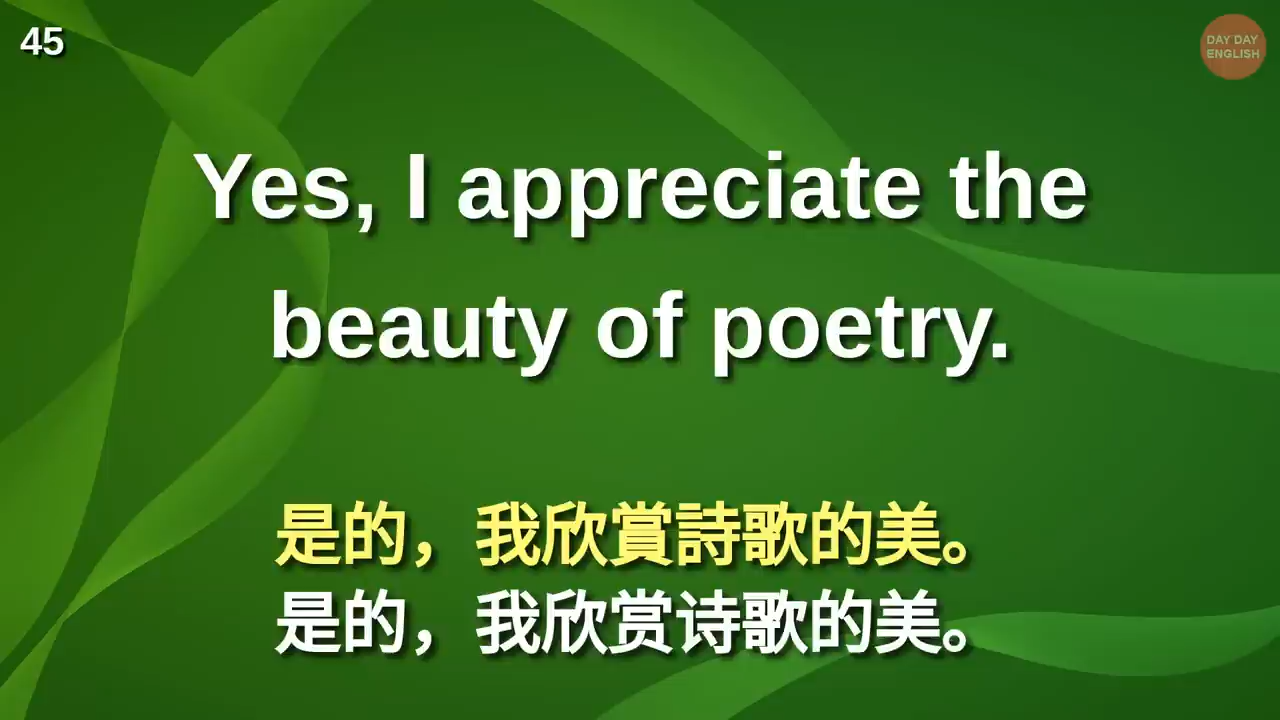 45
DAY DAY
ENGLISH
Yes, I appreciate the
beauty of poetry.
是的，我欣賞詩歌的美。
是的，我欣赏诗歌的美。